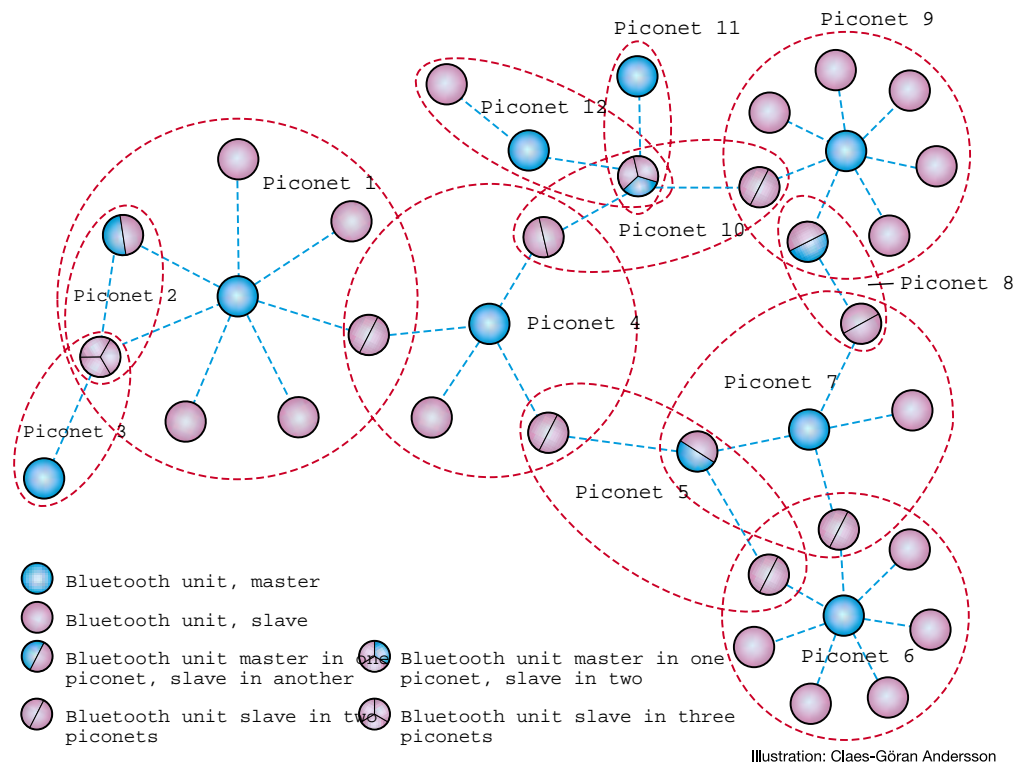 Piconet 9
Piconet 11
Piconet 12
Piconet 1
Piconet 10
Piconet 8
Piconet 2
Piconet 4
Piconet 7
Piconet 3
Piconet 5
Piconet 6
Bluetooth unit, master
Bluetooth unit, slave
Bluetooth unit master in one
piconet, slave in another
Bluetooth unit slave in two
piconets
Bluetooth unit master in one
piconet, slave in two
Bluetooth unit slave in three
piconets
Illustration: Claes-Göran Andersson